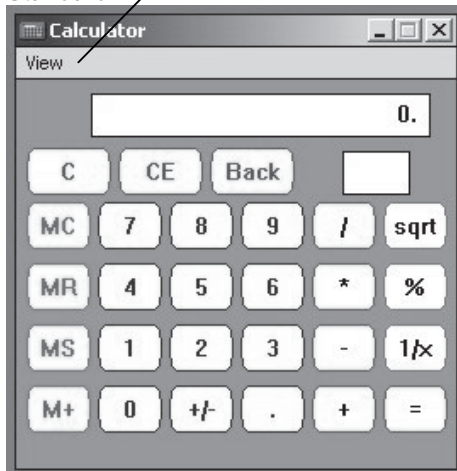 Calculator
View
0.
C CE Back
MC 7 8 9 / sqrt
MR 4 5 6 * %
MS 1 2 3 - 1/x
M+ 0 +/- . + =